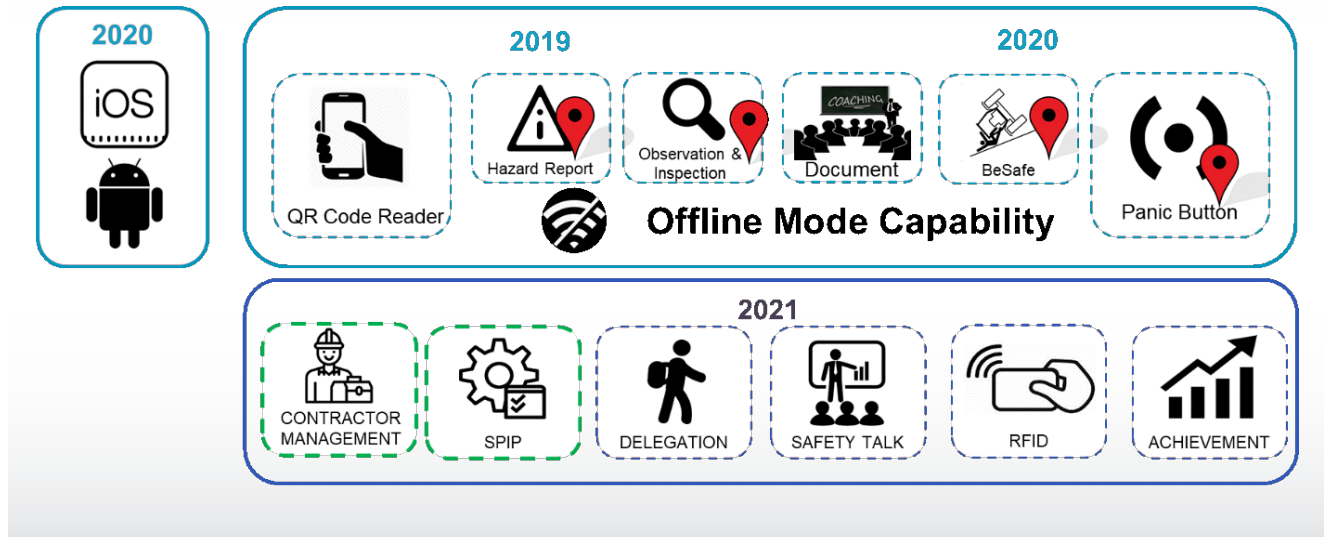 2020
iOS
2019
2020
QR Code Reader
Hazard Report
Observation &
Inspection
COACHING
Document
BeSafe
Panic Button
Offline Mode Capability
2021
CONTRACTOR
MANAGEMENT
SPIP
DELEGATION
SAFETY TALK
RFID
ACHIEVEMENT